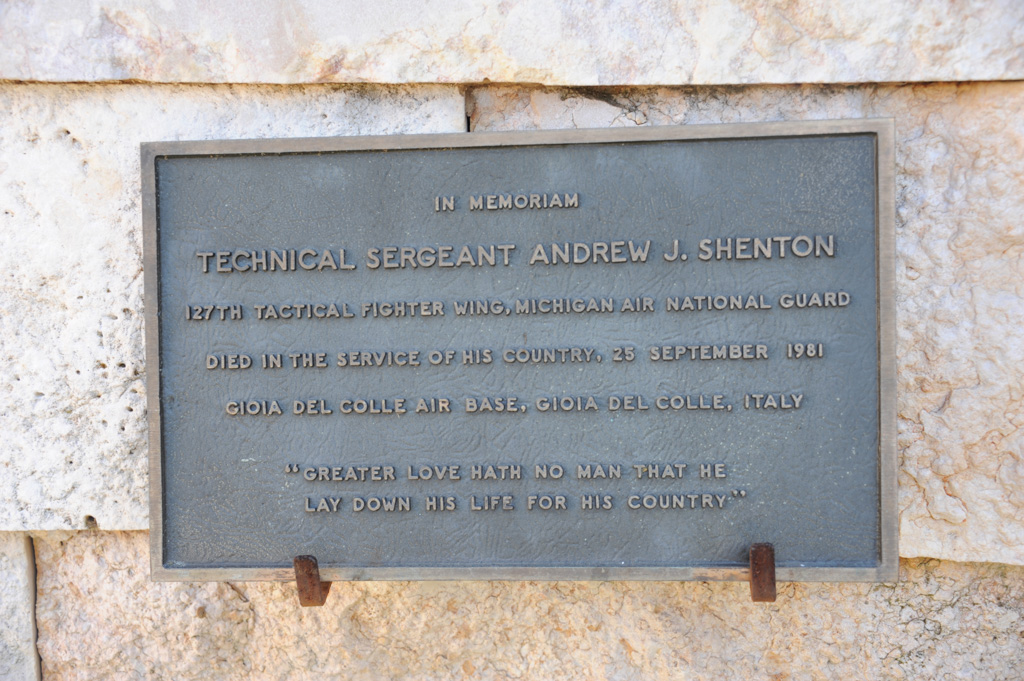 IN MEMORIAM
TECHNICAL SERGEANT ANDREW J. SHENTON
127TH TACTICAL FIGHTER WING, MICHIGAN AIR NATIONAL GUARD
DIED IN THE SERVICE OF HIS COUNTRY, 25 SEPTEMBER 1981
GIOIA DEL COLLE AIR BASE, GIOIA DEL COLLE, ITALY
"GREATER LOVE HATH NO MAN THAT HE
LAY DOWN HIS LIFE FOR HIS COUNTRY"